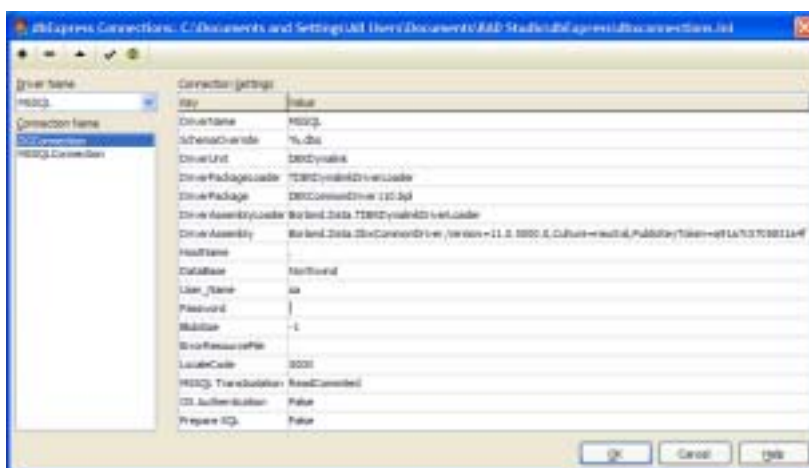 dbExpress Connections: C:\Documents and Settings\All Users\Documents\RAD Studio\dbExpress\dbxconnections.ini
Driver Name
MSSQL
Connection Name
MSSQLConnection
Connection Settings
Key Value
DriverName MSSQL
SchemaOverride %.dbo
DriverUnit DBXDynalink
DriverPackageLoader TDBXDynalinkDriverLoader
DriverPackage DBXCommonDriver110.bpl
DriverAssemblyLoader Borland.Data.TDBXDynalinkDriverLoader
DriverAssembly Borland.Data.DbxCommonDriver,Version=11.0.5000.0,Culture=neutral,PublicKeyToken=
HostName .
DataBase Northwind
User_Name sa
Password
BlobSize -1
ErrorResourceFile
LocaleCode 0000
MSSQL TransIsolation ReadCommited
OS Authentication False
Prepare SQL False
OK Cancel Help